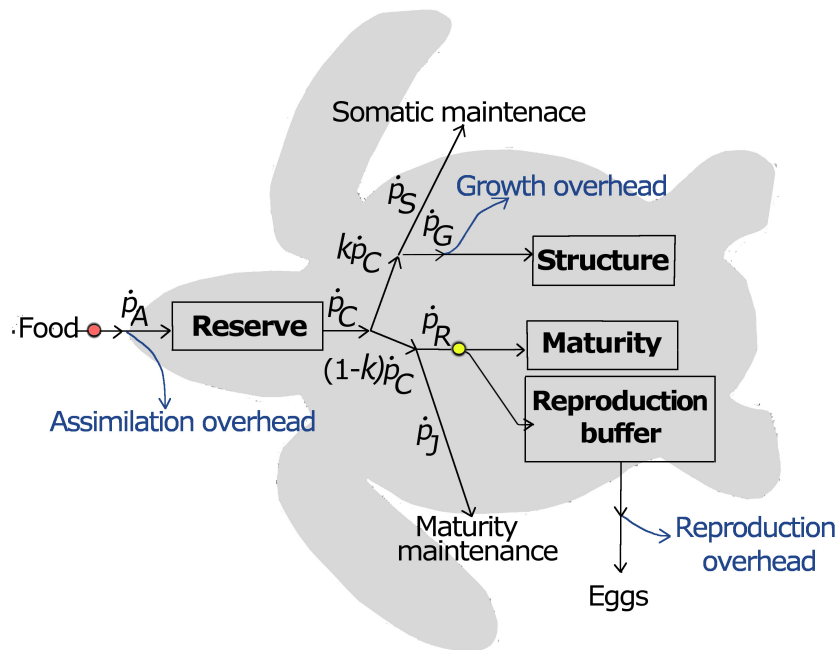 Somatic maintenace
Growth overhead
ṗS
ṗG
kṗC
Structure
Food
ṗA
Reserve
ṗC
ṗR
Maturity
(1-k)ṗC
Assimilation overhead
Reproduction
buffer
ṗJ
Maturity
maintenance
Reproduction
overhead
Eggs